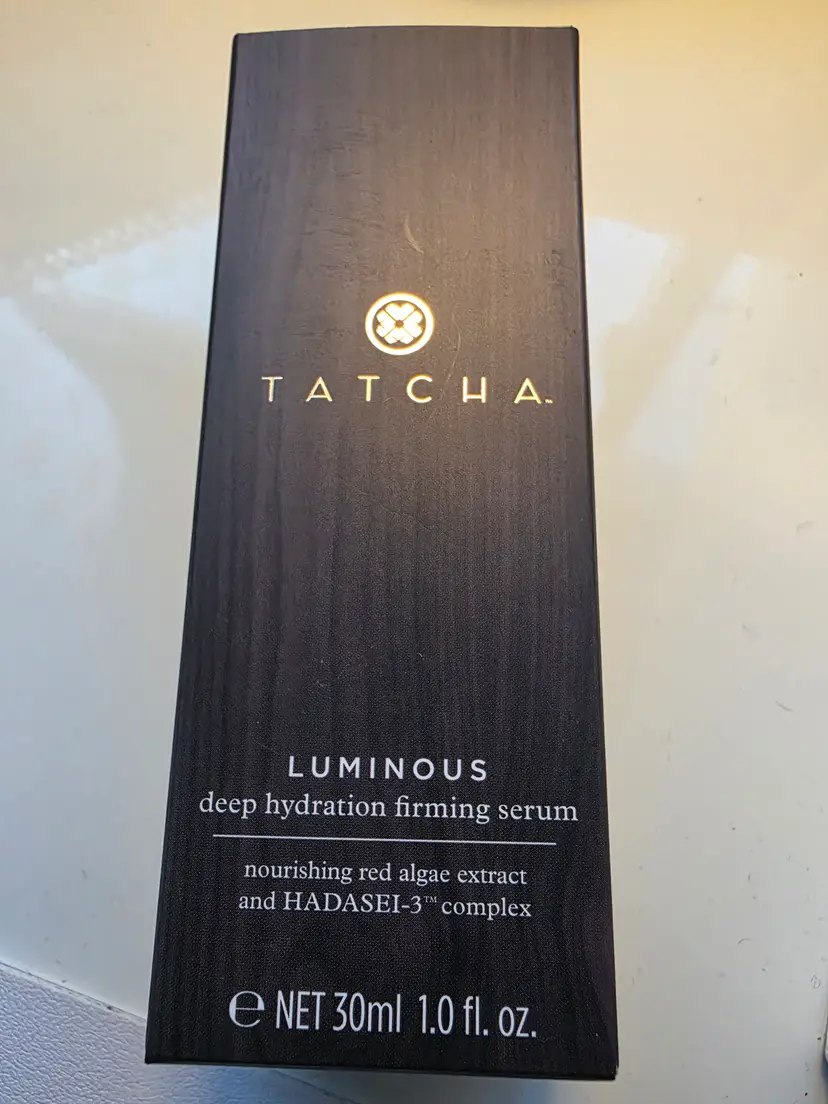 TATCHA™
LUMINOUS
deep hydration firming serum
nourishing red algae extract
and HADASEI-3™ complex
℮ NET 30ml 1.0 fl. oz.